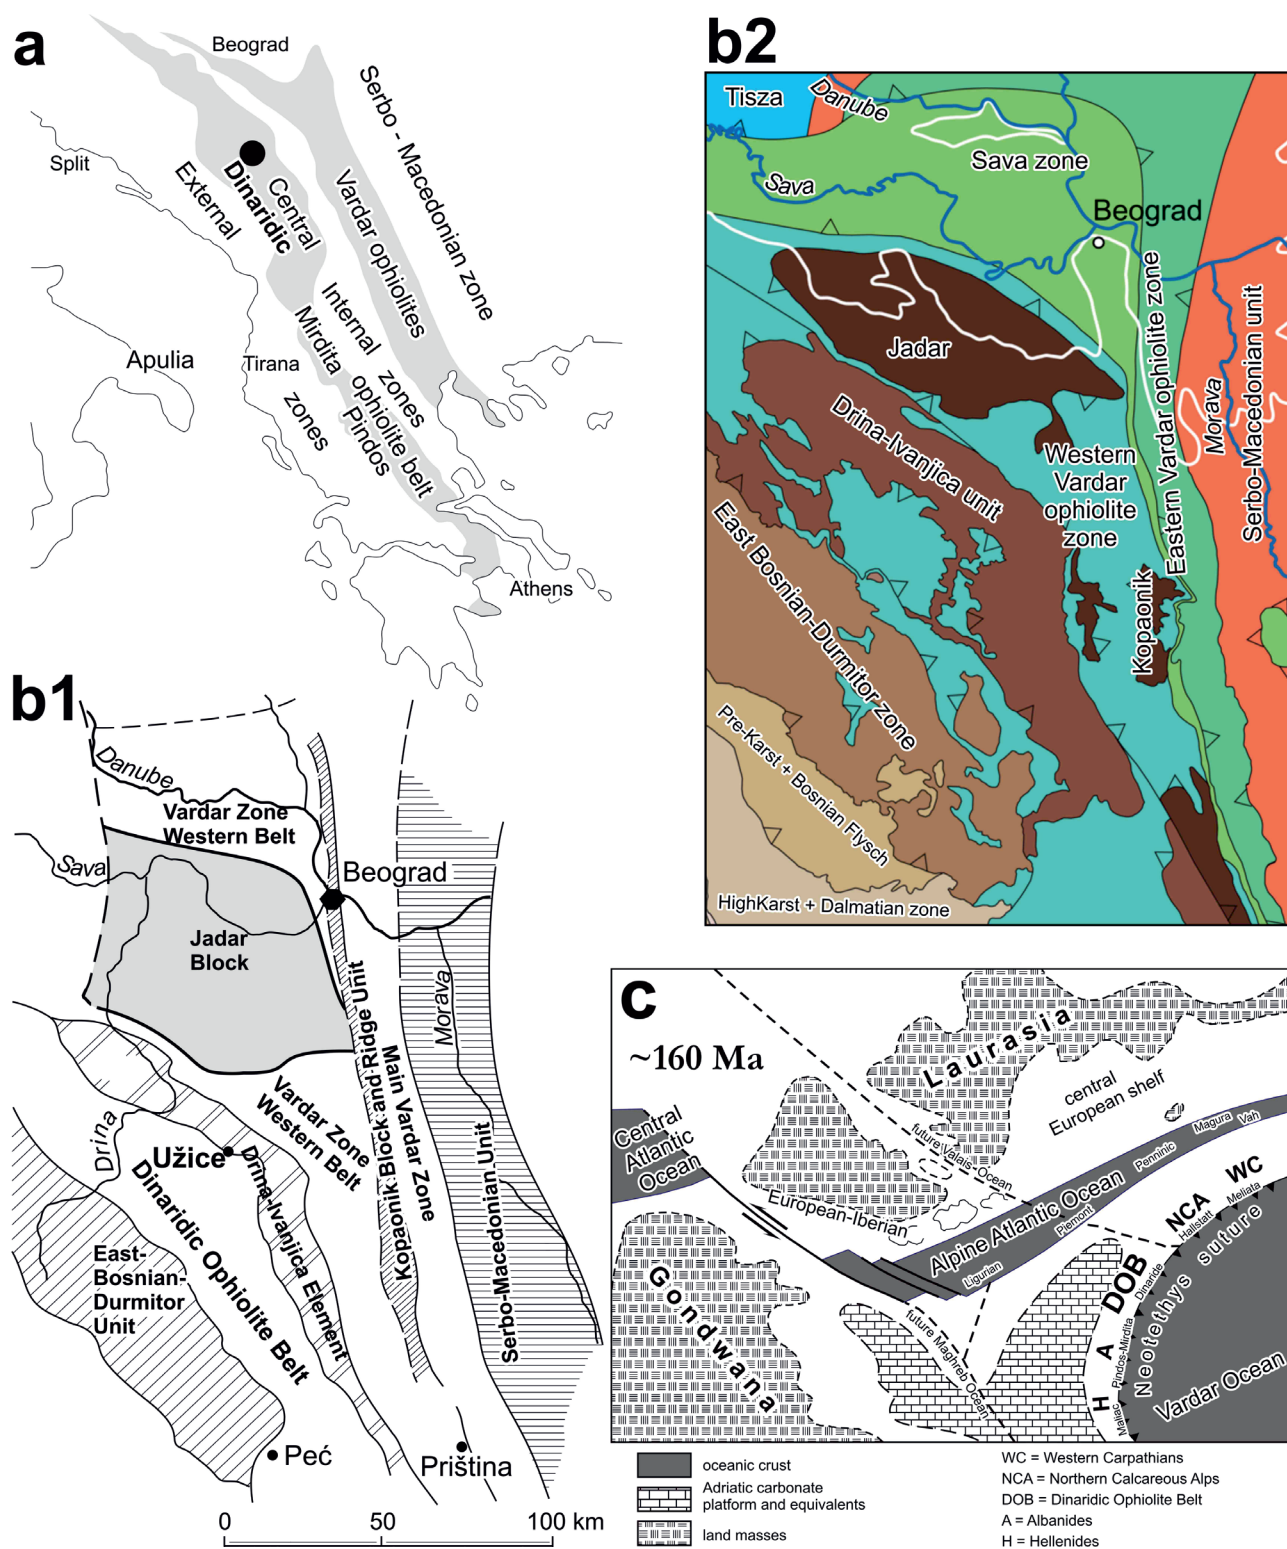 a
Beograd
Split
External
Dinaridic
Central
Serbo - Macedonian zone
Vardar ophiolites
Internal
zones
Mirdita ophiolite belt
Pindos
zones
Apulia
Tirana
Athens
b2
Tisza
Danube
Sava zone
Sava
Beograd
Jadar
Eastern Vardar ophiolite zone
Drina-Ivanjica unit
Western
Vardar
ophiolite
zone
Morava
Serbo-Macedonian unit
East Bosnian-Durmitor zone
Kopaonik
Pre-Karst + Bosnian Flysch
HighKarst + Dalmatian zone
b1
Danube
Vardar Zone
Western Belt
Sava
Beograd
Jadar
Block
Morava
Vardar Zone
Western Belt
Kopaonik Block and Ridge Unit
Main Vardar Zone
Drina
Užice
Drina-Ivanjica Element
Dinaridic Ophiolite Belt
Serbo-Macedonian Unit
East-
Bosnian-
Durmitor
Unit
Peć
Priština
0
50
100 km
c
~160 Ma
Laurasia
central
European shelf
Central
Atlantic
Ocean
future Valais Ocean
Magura
Vah
Penninic
European-Iberian
Alpine Atlantic Ocean
Piemont
Ligurian
WC
Meliata
NCA
Hallstatt
DOB
Dinaride
Neotethys suture
Gondwana
future Maghreb Ocean
A
Pindos-Mirdita
H
Maliac
Vardar Ocean
oceanic crust
Adriatic carbonate
platform and equivalents
land masses
WC = Western Carpathians
NCA = Northern Calcareous Alps
DOB = Dinaridic Ophiolite Belt
A = Albanides
H = Hellenides